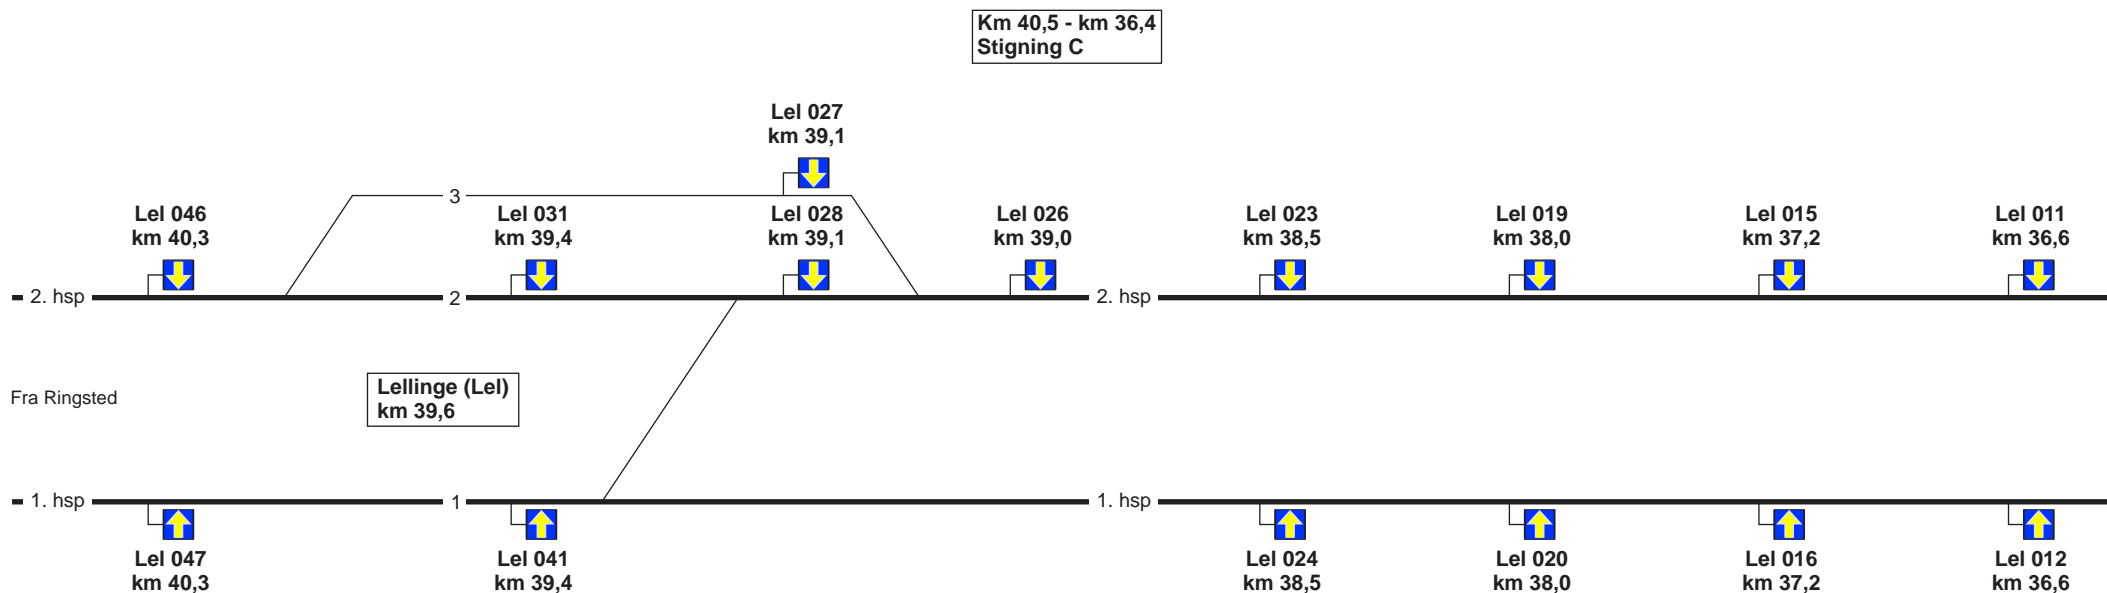 Km 40,5 - km 36,4
Stigning C
Lel 027
km 39,1
3
Lel 046
km 40,3
Lel 031
km 39,4
Lel 028
km 39,1
Lel 026
km 39,0
Lel 023
km 38,5
Lel 019
km 38,0
Lel 015
km 37,2
Lel 011
km 36,6
2. hsp
2
2. hsp
Lellinge (Lel)
km 39,6
Fra Ringsted
1. hsp
1
1. hsp
Lel 047
km 40,3
Lel 041
km 39,4
Lel 024
km 38,5
Lel 020
km 38,0
Lel 016
km 37,2
Lel 012
km 36,6